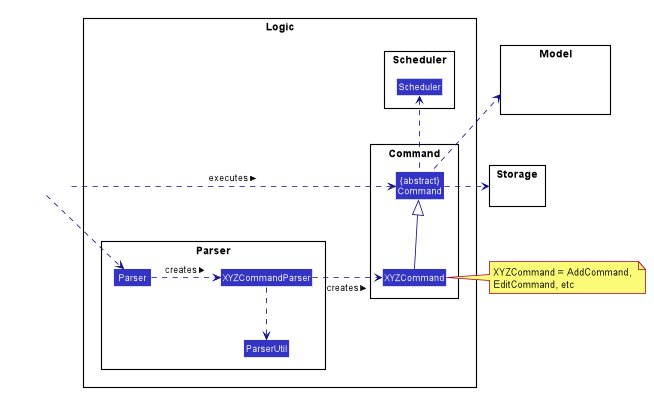 Logic
Scheduler
Scheduler
Model
Command
{abstract}
Command
executes ▶
Storage
Parser
Parser
creates ▶
XYZCommandParser
creates ▶
XYZCommand
XYZCommand = AddCommand,
EditCommand, etc
ParserUtil